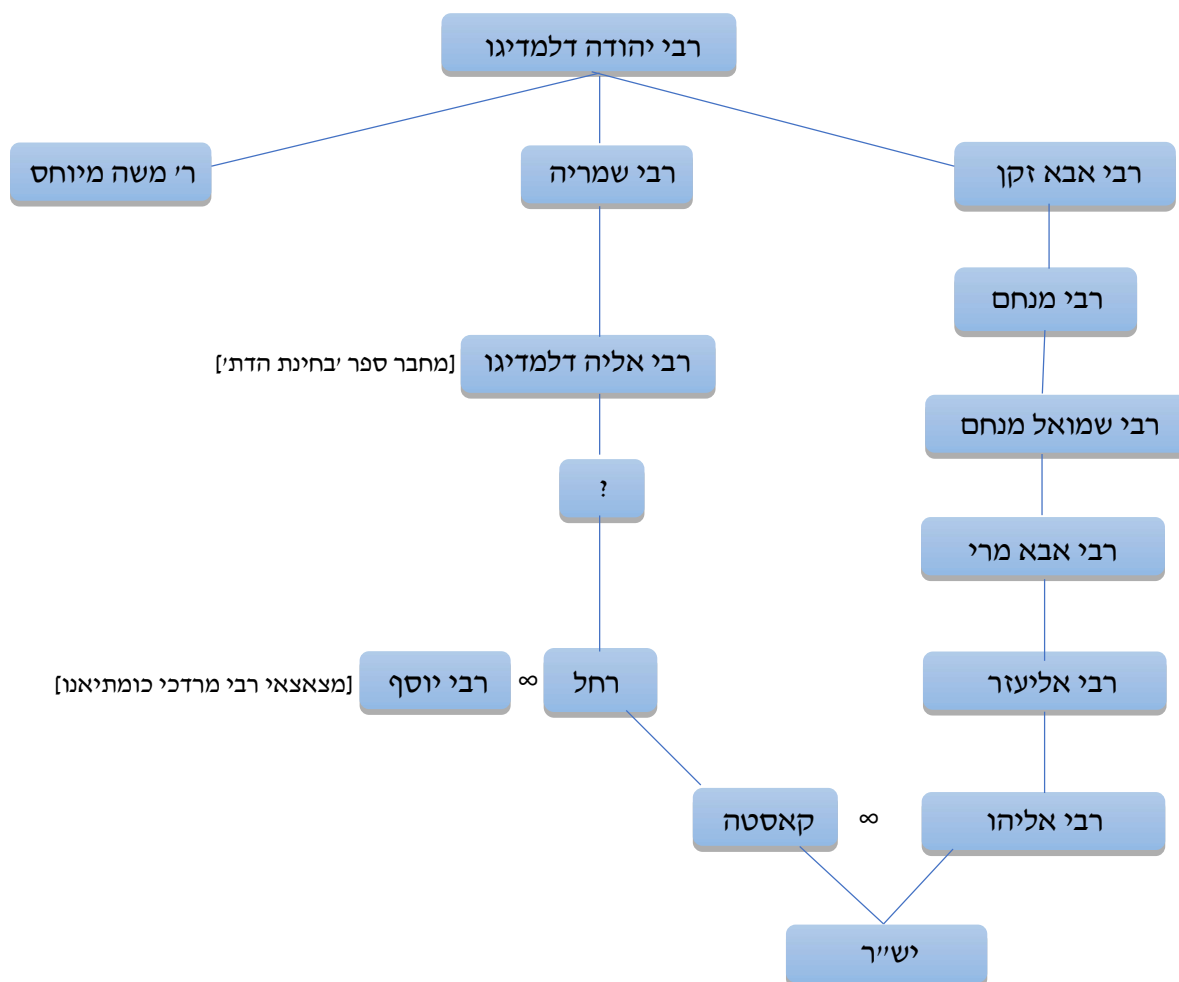 רבי יהודה דלמדיגו
רבי אבא זקן
רבי שמריה
ר' משה מיוחס
רבי מנחם
רבי אליה דלמדיגו
[מחבר ספר 'בחינת הדת']
רבי שמואל מנחם
?
רבי אבא מרי
רבי אליעזר
רחל
∞
רבי יוסף
[מצאצאי רבי מרדכי כומתיאנו]
רבי אליהו
∞
קאסטה
יש"ר